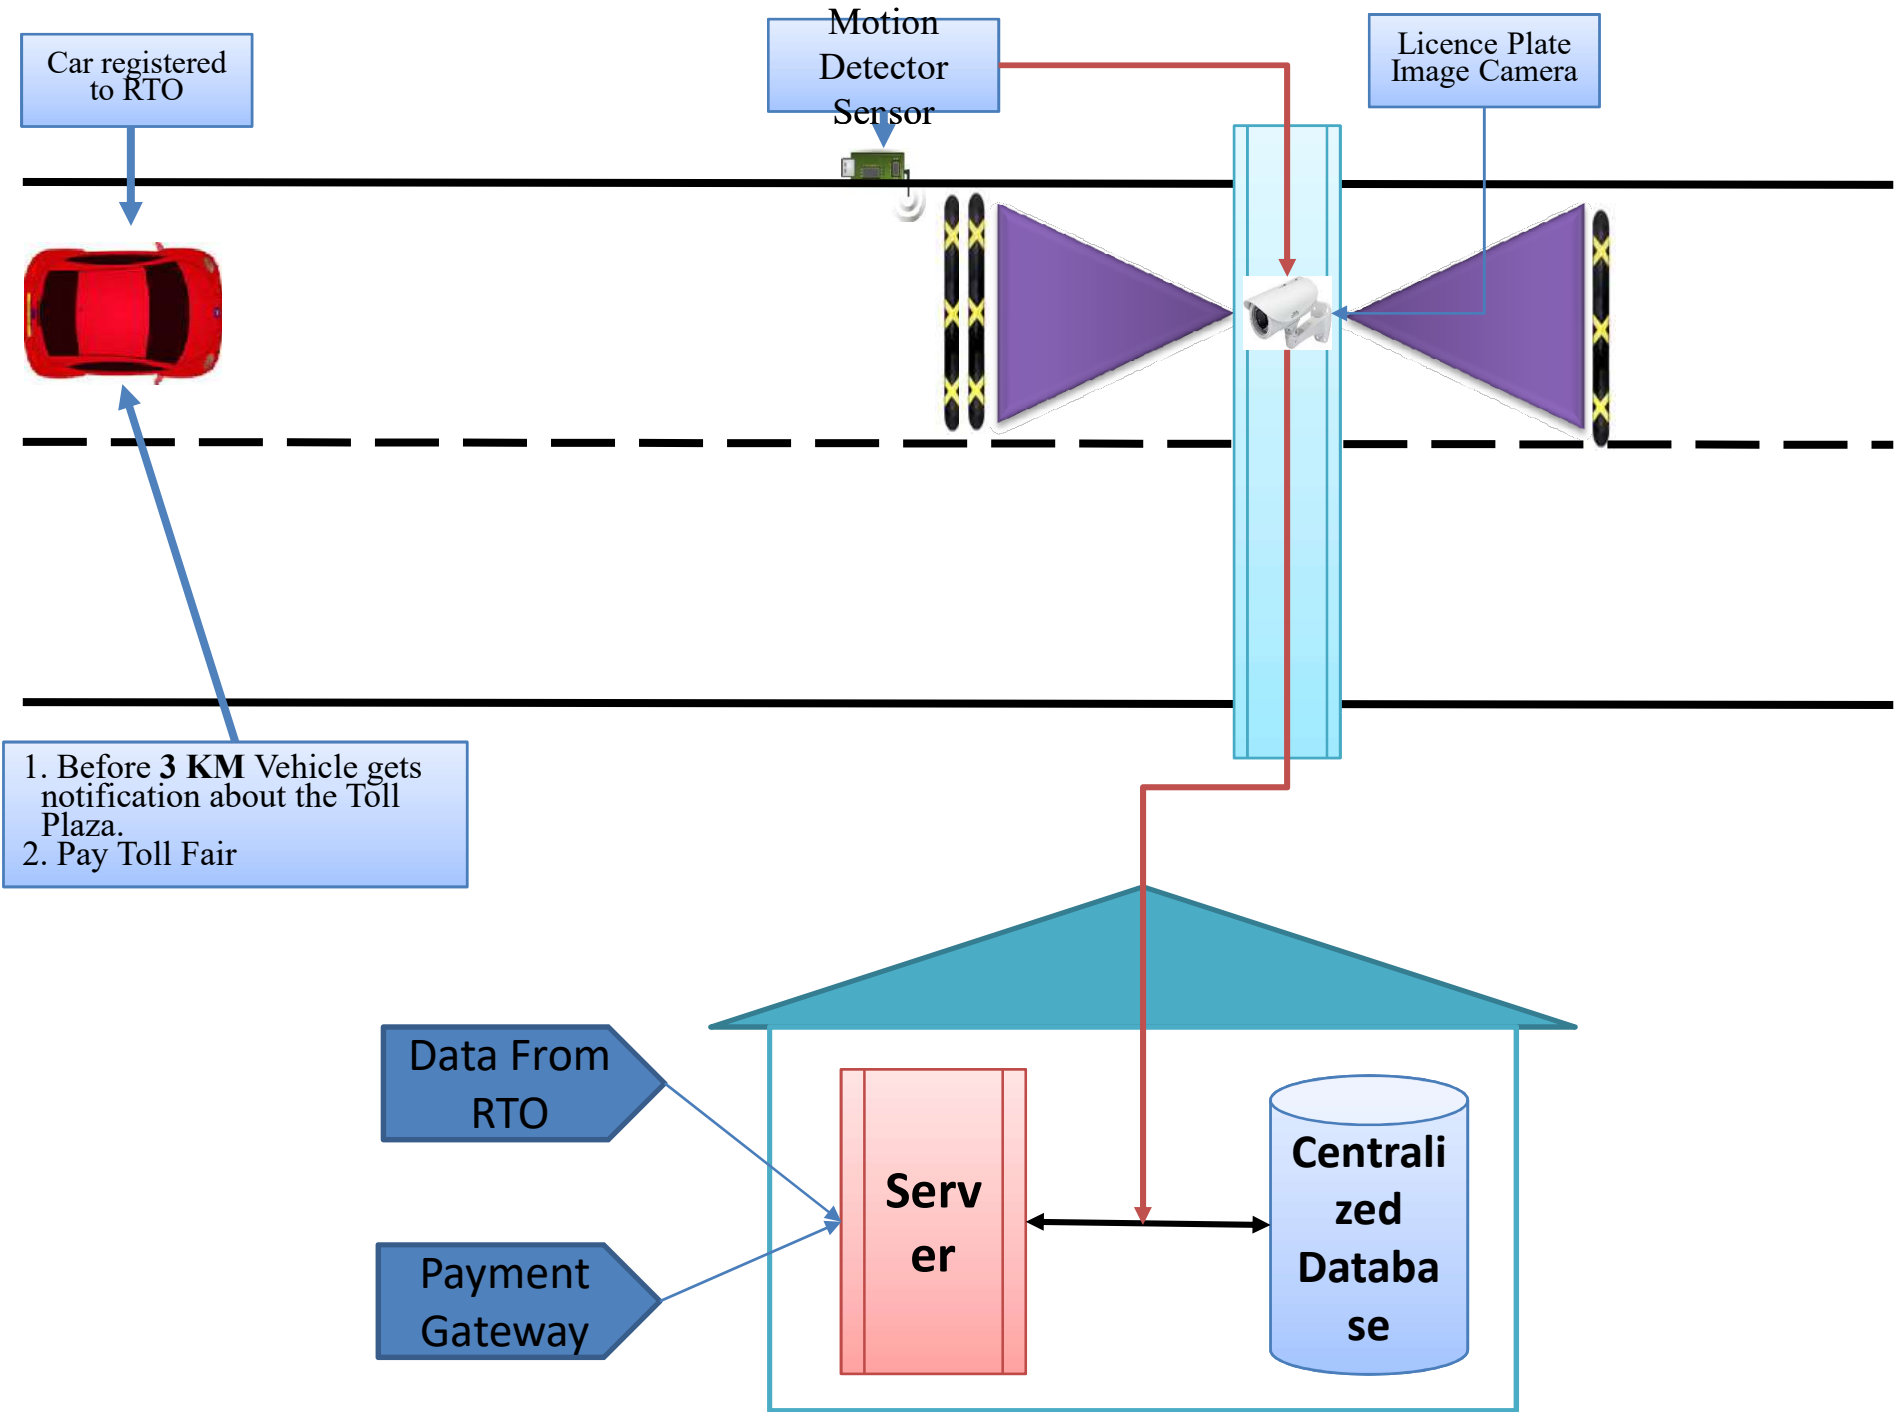 Car registered
to RTO
Motion
Detector
Sensor
Licence Plate
Image Camera
1. Before 3 KM Vehicle gets
notification about the Toll
Plaza.
2. Pay Toll Fair
Data From
RTO
Payment
Gateway
Serv
er
Centrali
zed
Databa
se